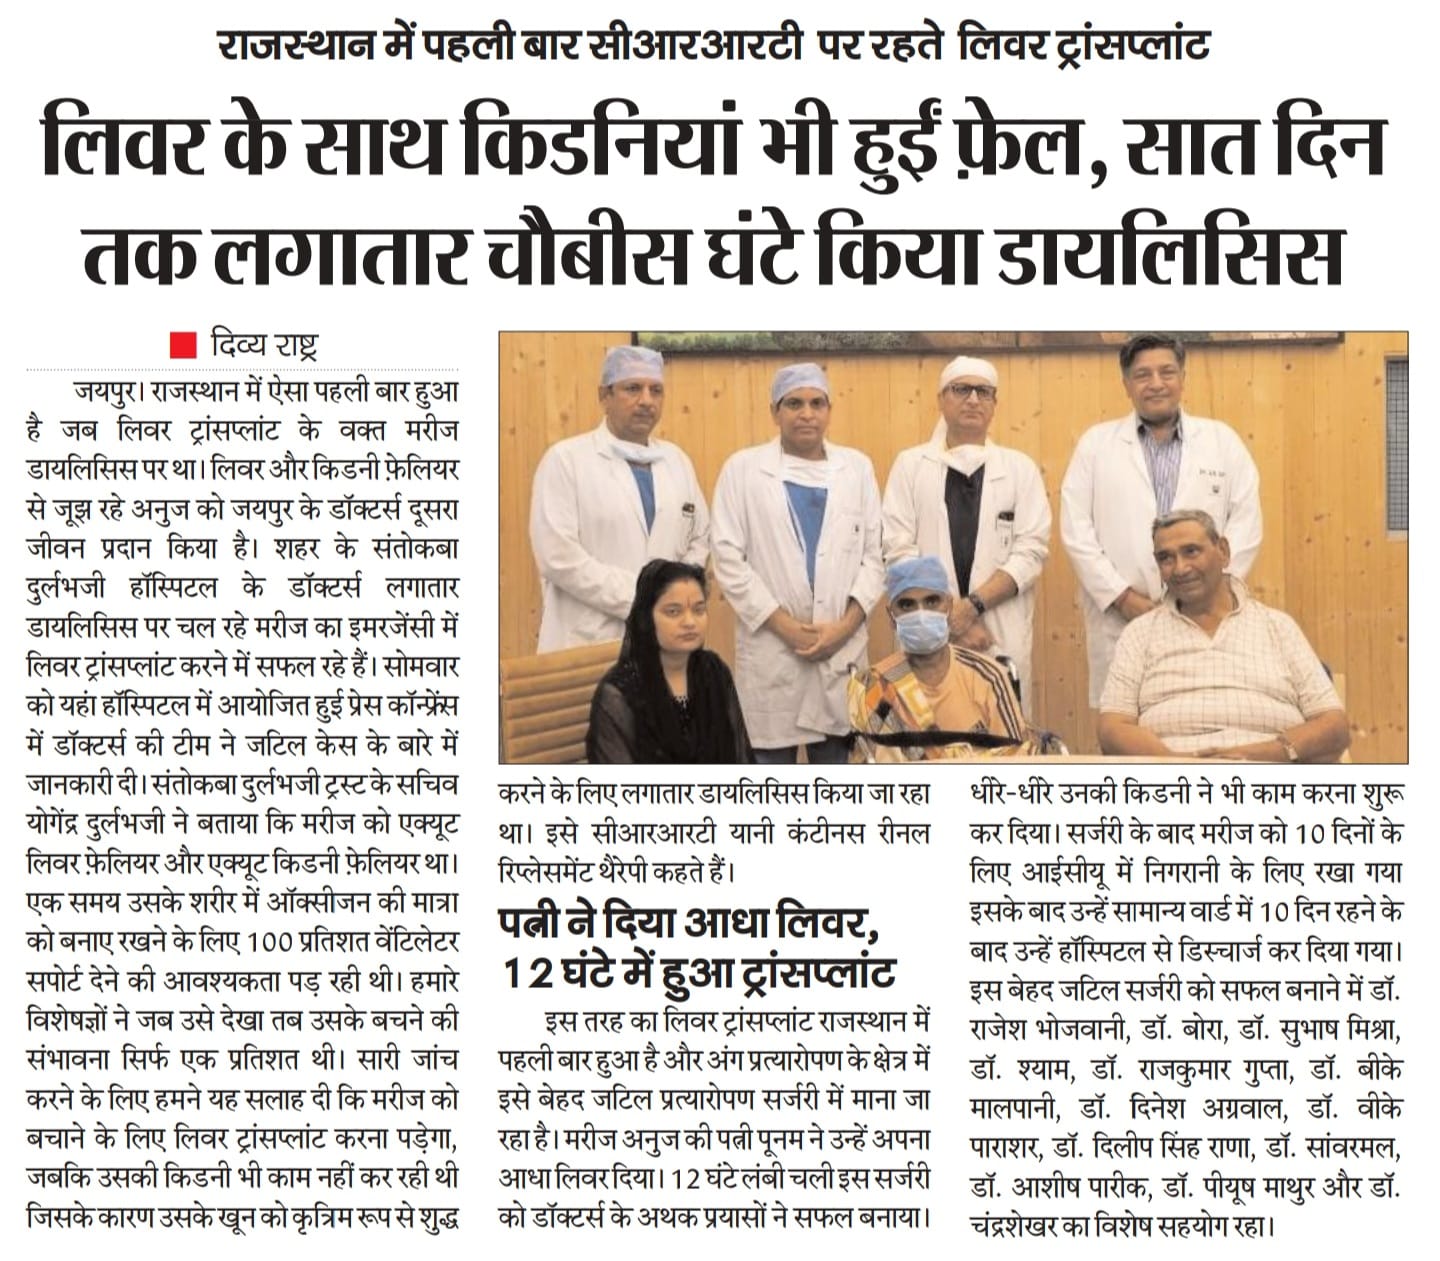 राजस्थान में पहली बार सीआरआरटी पर रहते लिवर ट्रांसप्लांट
लिवर के साथ किडनियां भी हुईं फ़ेल, सात दिन
तक लगातार चौबीस घंटे किया डायलिसिस
दिव्य राष्ट्र
जयपुर। राजस्थान में ऐसा पहली बार हुआ
है जब लिवर ट्रांसप्लांट के वक्त मरीज
डायलिसिस पर था। लिवर और किडनी फ़ेलियर
से जूझ रहे अनुज को जयपुर के डॉक्टर्स दूसरा
जीवन प्रदान किया है। शहर के संतोकबा
दुर्लभजी हॉस्पिटल के डॉक्टर्स लगातार
डायलिसिस पर चल रहे मरीज का इमरजेंसी में
लिवर ट्रांसप्लांट करने में सफल रहे हैं। सोमवार
को यहां हॉस्पिटल में आयोजित हुई प्रेस कॉन्फ्रेंस
में डॉक्टर्स की टीम ने जटिल केस के बारे में
जानकारी दी। संतोकबा दुर्लभजी ट्रस्ट के सचिव
योगेंद्र दुर्लभजी ने बताया कि मरीज को एक्यूट
लिवर फ़ेलियर और एक्यूट किडनी फ़ेलियर था।
एक समय उसके शरीर में ऑक्सीजन की मात्रा
को बनाए रखने के लिए 100 प्रतिशत वेंटिलेटर
सपोर्ट देने की आवश्यकता पड़ रही थी। हमारे
विशेषज्ञों ने जब उसे देखा तब उसके बचने की
संभावना सिर्फ एक प्रतिशत थी। सारी जांच
करने के लिए हमने यह सलाह दी कि मरीज को
बचाने के लिए लिवर ट्रांसप्लांट करना पड़ेगा,
जबकि उसकी किडनी भी काम नहीं कर रही थी
जिसके कारण उसके खून को कृत्रिम रूप से शुद्ध
करने के लिए लगातार डायलिसिस किया जा रहा
था। इसे सीआरआरटी यानी कंटीनस रीनल
रिप्लेसमेंट थैरेपी कहते हैं।
पत्नी ने दिया आधा लिवर,
12 घंटे में हुआ ट्रांसप्लांट
इस तरह का लिवर ट्रांसप्लांट राजस्थान में
पहली बार हुआ है और अंग प्रत्यारोपण के क्षेत्र में
इसे बेहद जटिल प्रत्यारोपण सर्जरी में माना जा
रहा है। मरीज अनुज की पत्नी पूनम ने उन्हें अपना
आधा लिवर दिया। 12 घंटे लंबी चली इस सर्जरी
को डॉक्टर्स के अथक प्रयासों ने सफल बनाया।
धीरे-धीरे उनकी किडनी ने भी काम करना शुरू
कर दिया। सर्जरी के बाद मरीज को 10 दिनों के
लिए आईसीयू में निगरानी के लिए रखा गया
इसके बाद उन्हें सामान्य वार्ड में 10 दिन रहने के
बाद उन्हें हॉस्पिटल से डिस्चार्ज कर दिया गया।
इस बेहद जटिल सर्जरी को सफल बनाने में डॉ.
राजेश भोजवानी, डॉ. बोरा, डॉ. सुभाष मिश्रा,
डॉ. श्याम, डॉ. राजकुमार गुप्ता, डॉ. बीके
मालपानी, डॉ. दिनेश अग्रवाल, डॉ. वीके
पाराशर, डॉ. दिलीप सिंह राणा, डॉ. सांवरमल,
डॉ. आशीष पारीक, डॉ. पीयूष माथुर और डॉ.
चंद्रशेखर का विशेष सहयोग रहा।